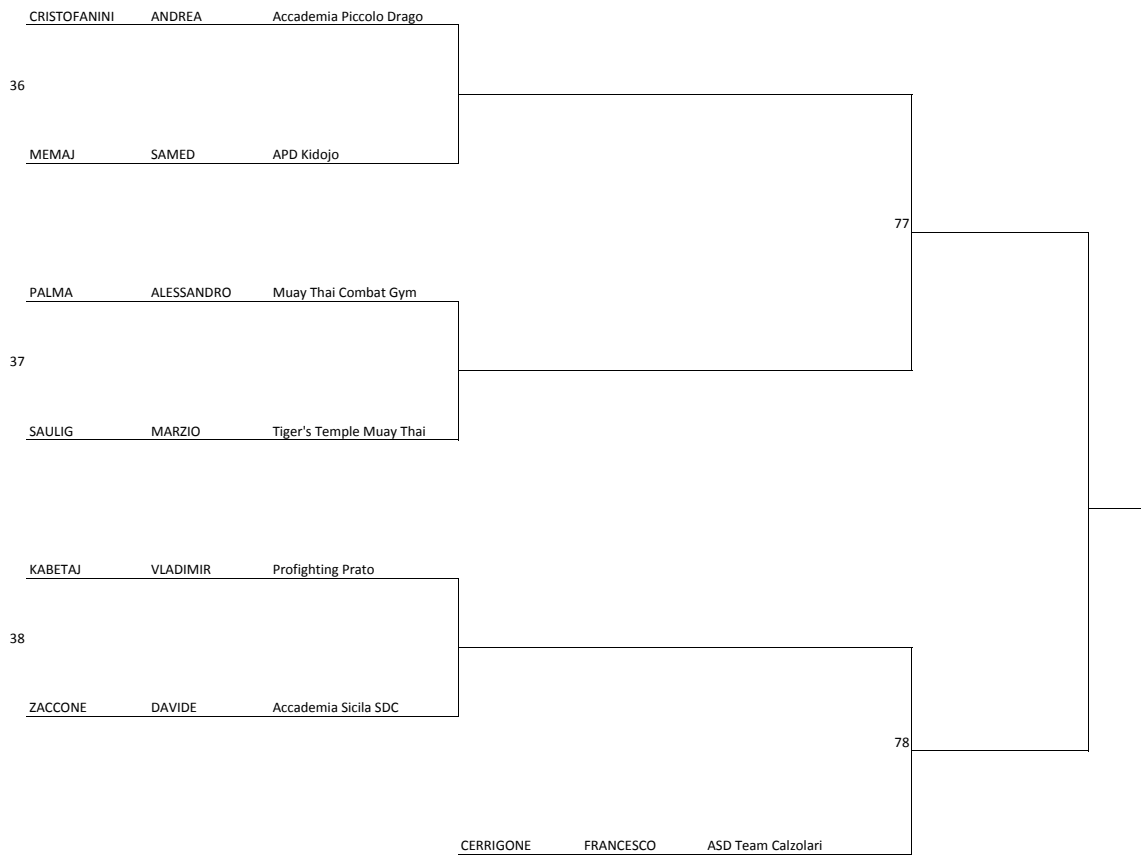 CRISTOFANINI ANDREA Accademia Piccolo Drago
36
MEMAJ SAMED APD Kidojo
77
PALMA ALESSANDRO Muay Thai Combat Gym
37
SAULIG MARZIO Tiger's Temple Muay Thai
KABETAJ VLADIMIR Profighting Prato
38
ZACCONE DAVIDE Accademia Sicila SDC
78
CERRIGONE FRANCESCO ASD Team Calzolari